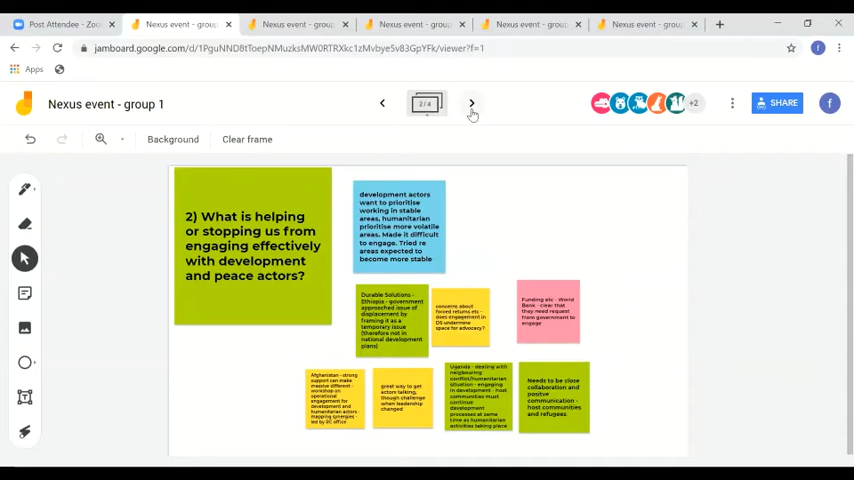 Post Attendee - Zoo
Nexus event - group 1
Nexus event - group
Nexus event - group
Nexus event - group
Nexus event - group
jamboard.google.com/d/1PguNND8tToepNMuzksMW0RTRXkc1zMvbye5v83GpYFk/viewer?f=1
Apps
Nexus event - group 1
2/4
+2
SHARE
f
Background
Clear frame
2) What is helping
or stopping us from
engaging effectively
with development
and peace actors?
development actors
want to prioritise
working in stable
areas, humanitarian
prioritise more volatile
areas. Made it difficult
to engage. Tried re
areas expected to
become more stable
Durable Solutions -
Ethiopia - government
approached issue of
displacement by
framing it as a
temporary issue
(therefore not in
national development
plans)
concerns about
forced returns etc -
does engagement in
DS undermine
space for advocacy?
Funding etc - World
Bank - clear that
they need request
from government to
engage
Afghanistan - strong
support can make
massive different -
workshop on
operational
engagement for
development and
humanitarian actors -
mapping synergies -
led by RC office
great way to get
actors talking,
though challenge
when leadership
changed
Uganda - dealing with
neighbouring
conflict/humanitarian
situation - engaging
in development - host
communities must
continue
development
processes at same
time as humanitarian
activities taking place
Needs to be close
collaboration and
positve
communication -
host communities
and refugees